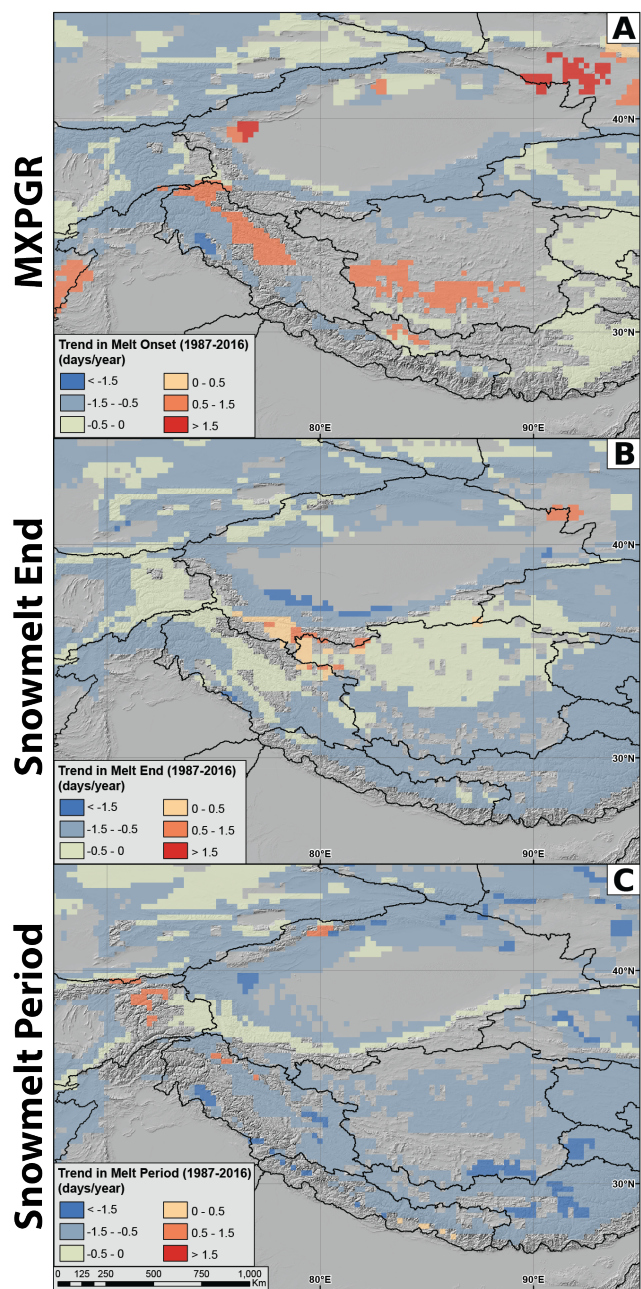 A
MXPGR
40°N
30°N
Trend in Melt Onset (1987-2016)
(days/year)
< -1.5
0 - 0.5
-1.5 - -0.5
0.5 - 1.5
-0.5 - 0
> 1.5
80°E
90°E
B
Snowmelt End
40°N
30°N
Trend in Melt End (1987-2016)
(days/year)
< -1.5
0 - 0.5
-1.5 - -0.5
0.5 - 1.5
-0.5 - 0
> 1.5
80°E
90°E
C
Snowmelt Period
40°N
30°N
Trend in Melt Period (1987-2016)
(days/year)
< -1.5
0 - 0.5
-1.5 - -0.5
0.5 - 1.5
-0.5 - 0
> 1.5
0 250 500 750 1,000
Km
80°E
90°E